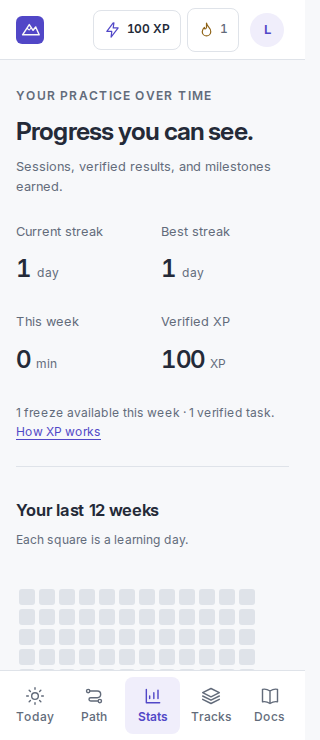 100 XP
1
L
YOUR PRACTICE OVER TIME
Progress you can see.
Sessions, verified results, and milestones
earned.
Current streak
Best streak
1 day
1 day
This week
Verified XP
0 min
100 XP
1 freeze available this week · 1 verified task.
How XP works
Your last 12 weeks
Each square is a learning day.
Today
Path
Stats
Tracks
Docs